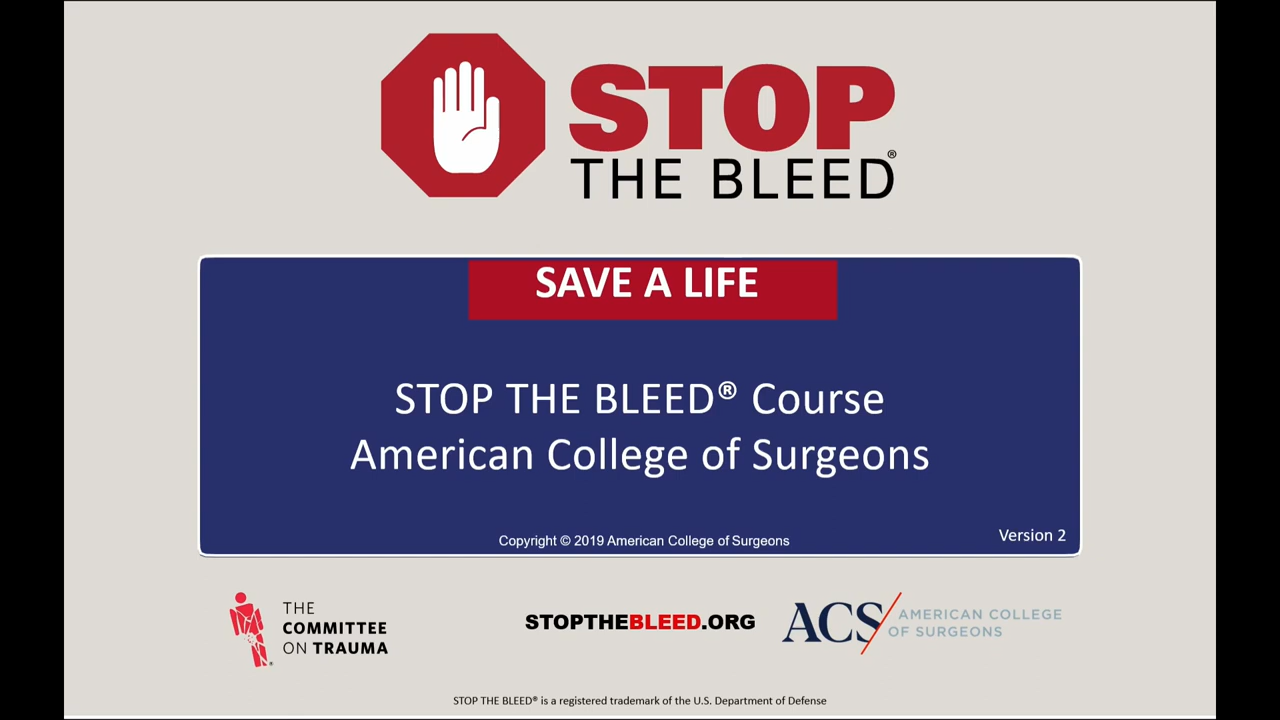 STOP
THE BLEED®
SAVE A LIFE
STOP THE BLEED® Course
American College of Surgeons
Copyright © 2019 American College of Surgeons
Version 2
THE
COMMITTEE
ON TRAUMA
STOPTHEBLEED.ORG
ACS
AMERICAN COLLEGE
OF SURGEONS
STOP THE BLEED® is a registered trademark of the U.S. Department of Defense